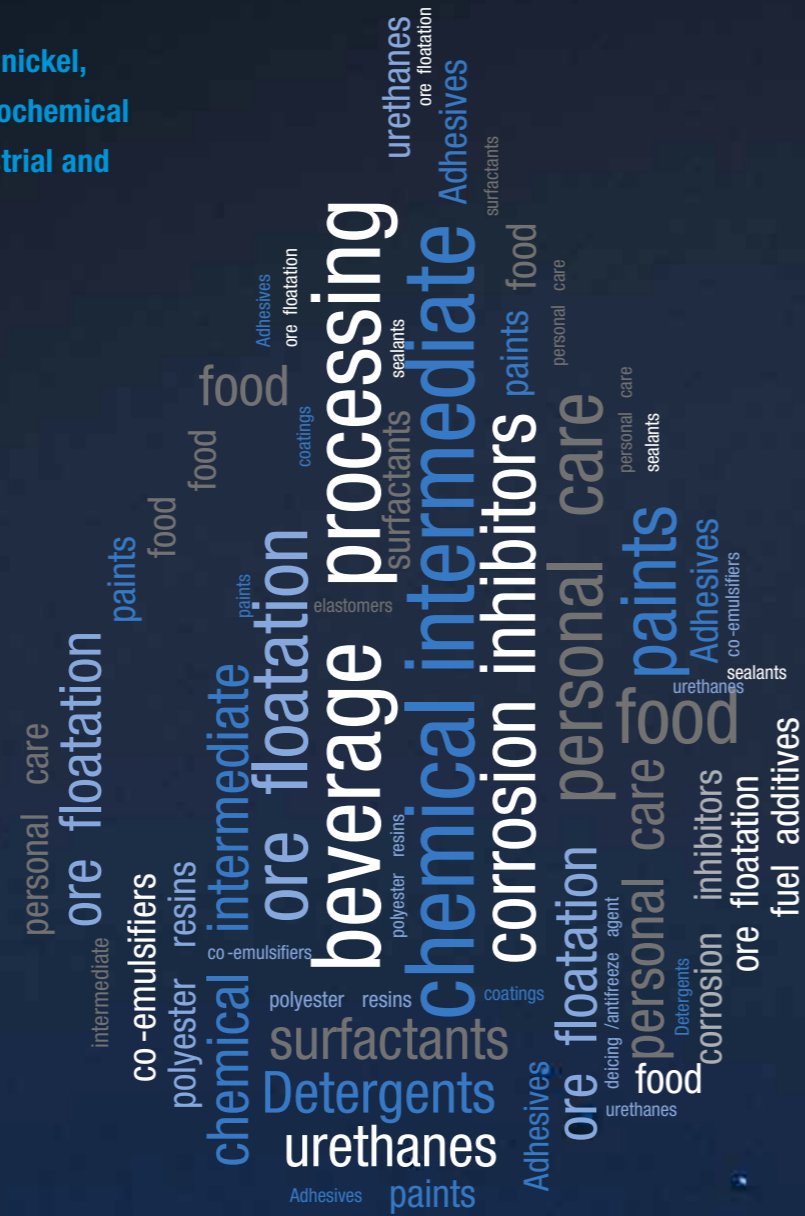 nickel,
ochemical
trial and
urethanes
ore floatation
Adhesives
surfactants
Adhesives
ore floatation
beverage processing
sealants
chemical intermediate
food
paints
personal care
food
coatings
surfactants
food
corrosion inhibitors
personal care
personal care
sealants
food
paints
paints
elastomers
ore floatation
paints
Adhesives
co-emulsifiers
sealants
urethanes
food
personal care
ore floatation
chemical intermediate
polyester resins
intermediate
co-emulsifiers
polyester resins
co-emulsifiers
polyester resins
coatings
ore floatation
deicing /antifreeze agent
personal care
Detergents
corrosion inhibitors
ore floatation
fuel additives
surfactants
Detergents
urethanes
Adhesives
food
urethanes
Adhesives
paints